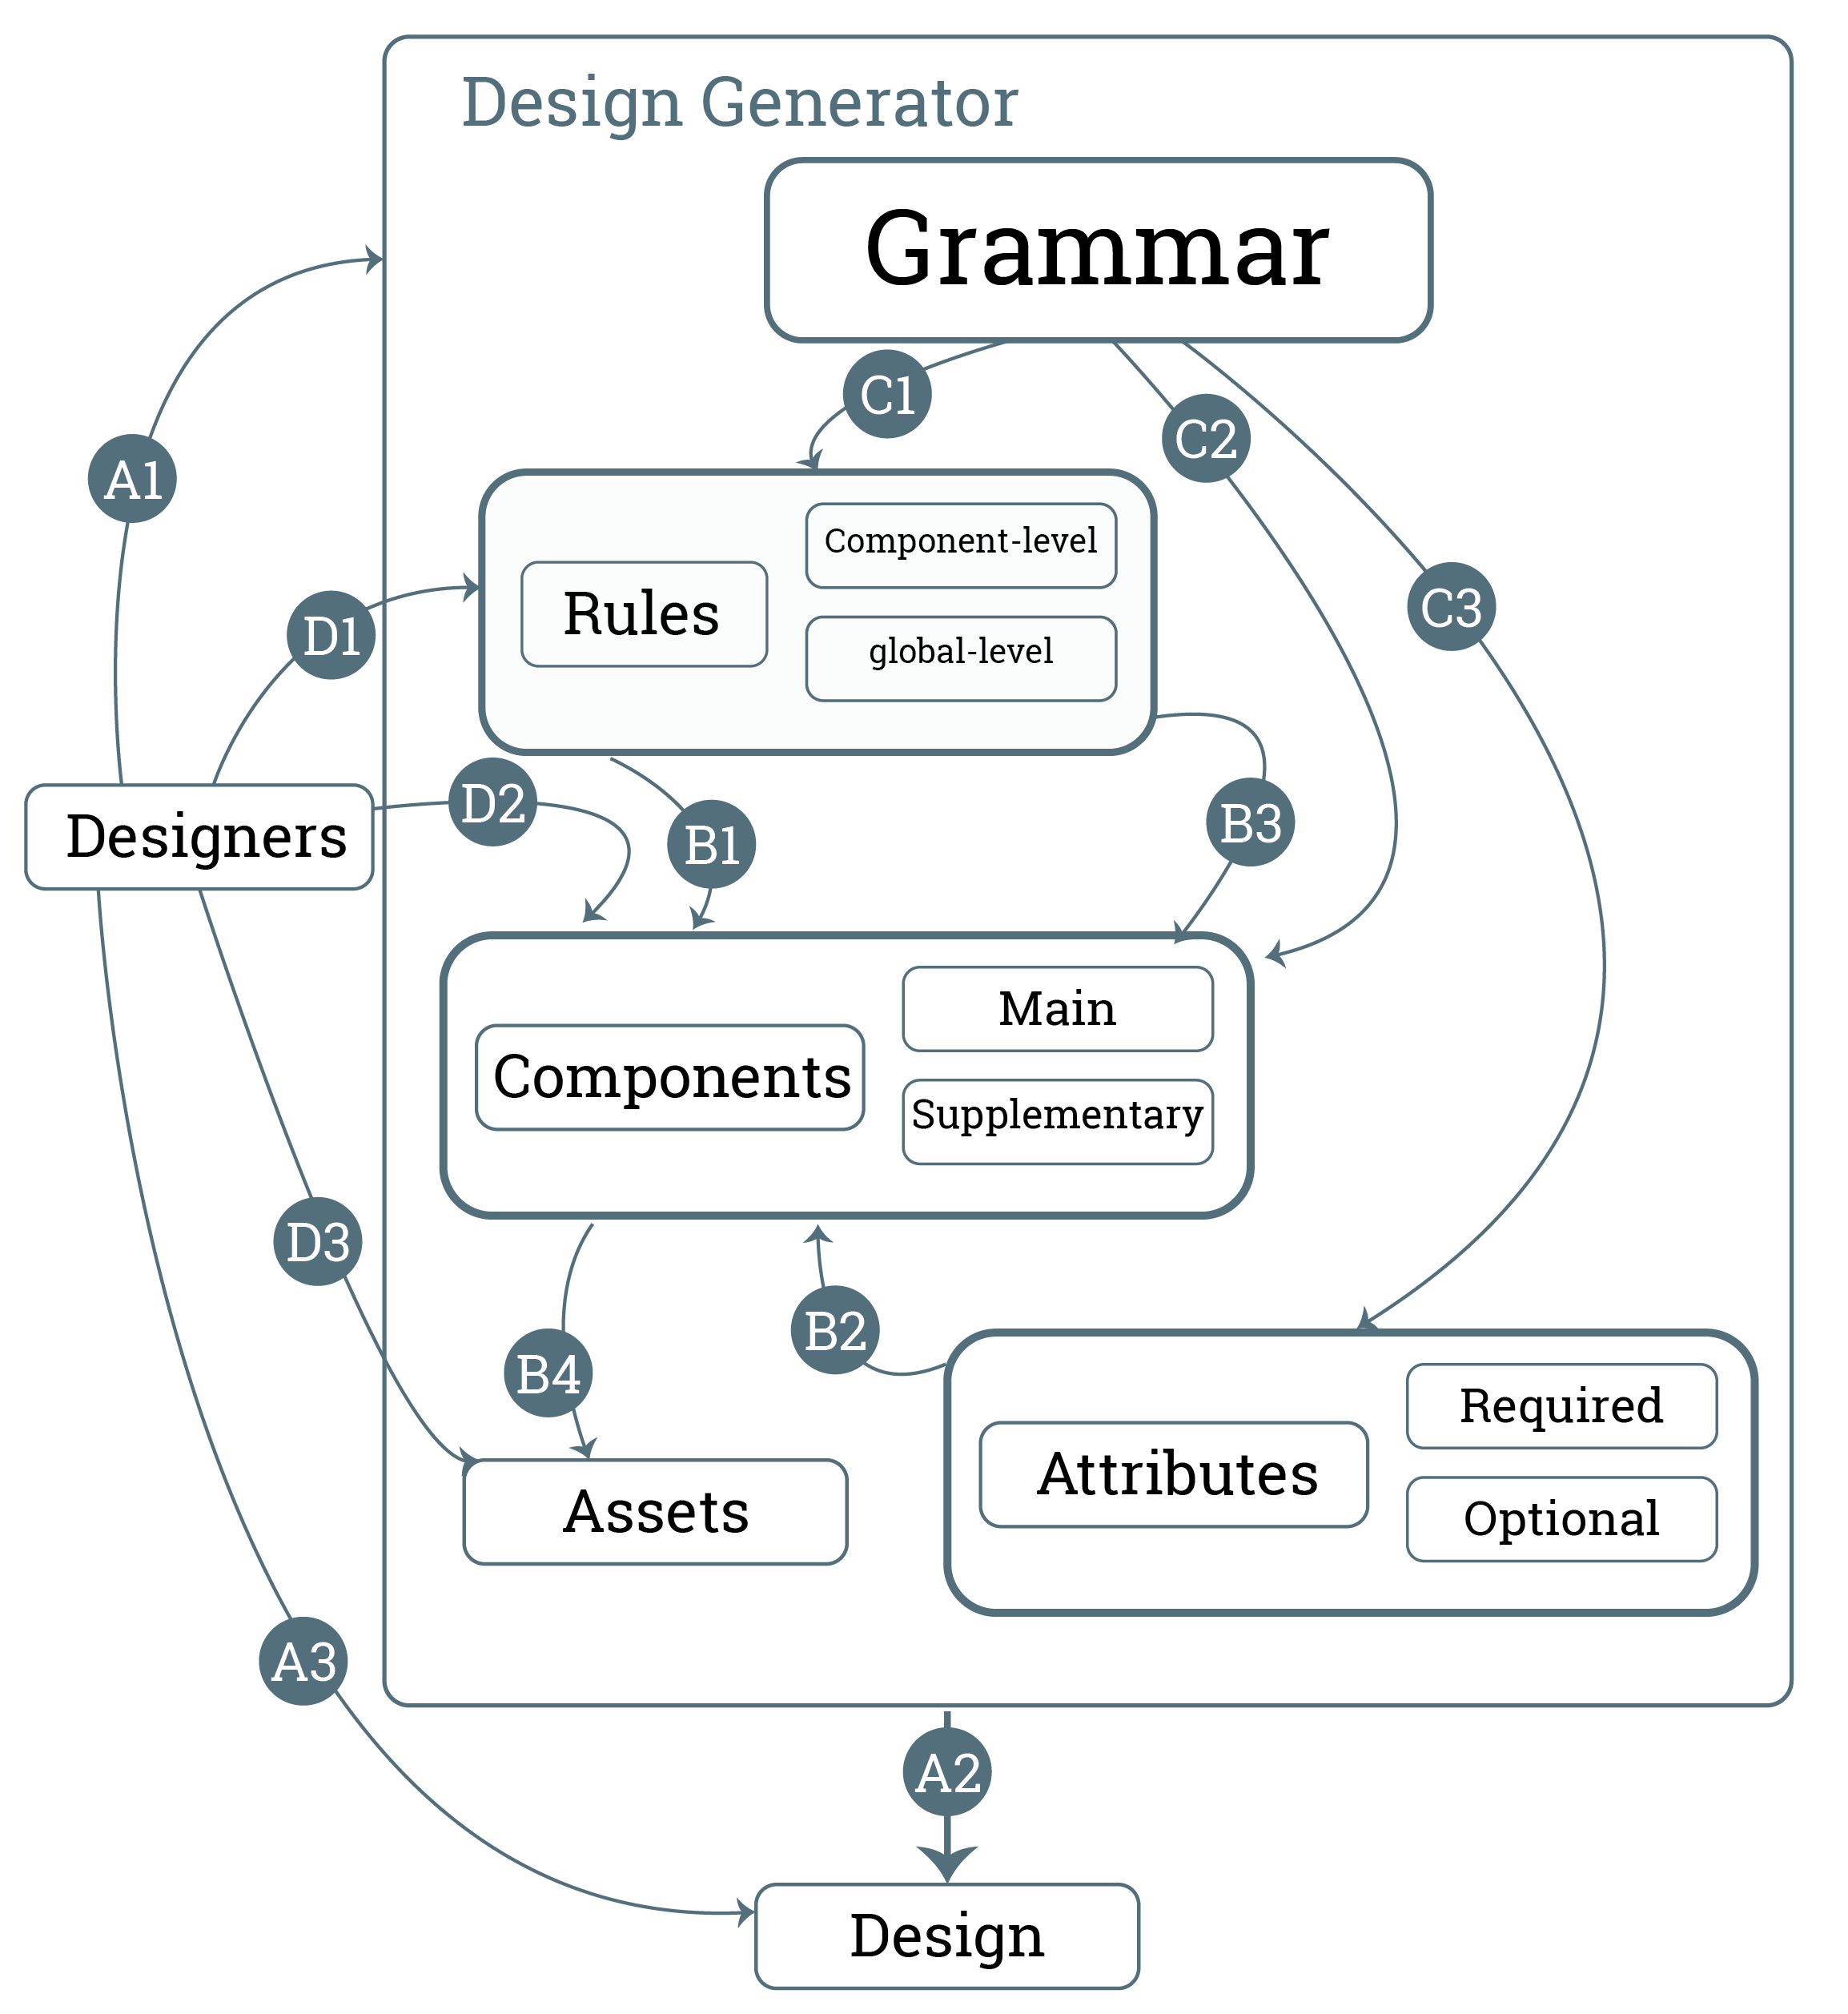 Design Generator
Grammar
C1
C2
A1
C3
Component-level
Rules
D1
global-level
D2
Designers
B1
B3
Main
Components
Supplementary
D3
B2
B4
Required
Attributes
Assets
Optional
A3
A2
Design